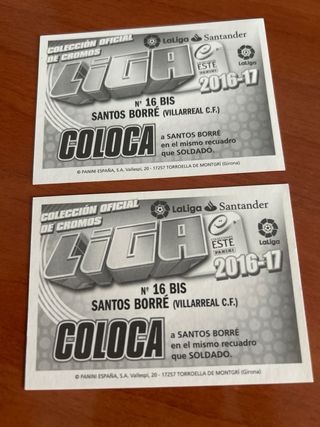 COLECCIÓN OFICIAL
DE CROMOS
LaLiga Santander
LIGA
ESTE
PANINI
LaLiga
2016-17
Nº 16 BIS
SANTOS BORRÉ (VILLARREAL C.F.)
COLOCA
a SANTOS BORRÉ
en el mismo recuadro
que SOLDADO.
© PANINI ESPAÑA, S.A. Vallespí, 20 - 17257 TORROELLA DE MONTGRÍ (Girona)
COLECCIÓN OFICIAL
DE CROMOS
LaLiga Santander
LIGA
ESTE
PANINI
LaLiga
2016-17
Nº 16 BIS
SANTOS BORRÉ (VILLARREAL C.F.)
COLOCA
a SANTOS BORRÉ
en el mismo recuadro
que SOLDADO.
© PANINI ESPAÑA, S.A. Vallespí, 20 - 17257 TORROELLA DE MONTGRÍ (Girona)